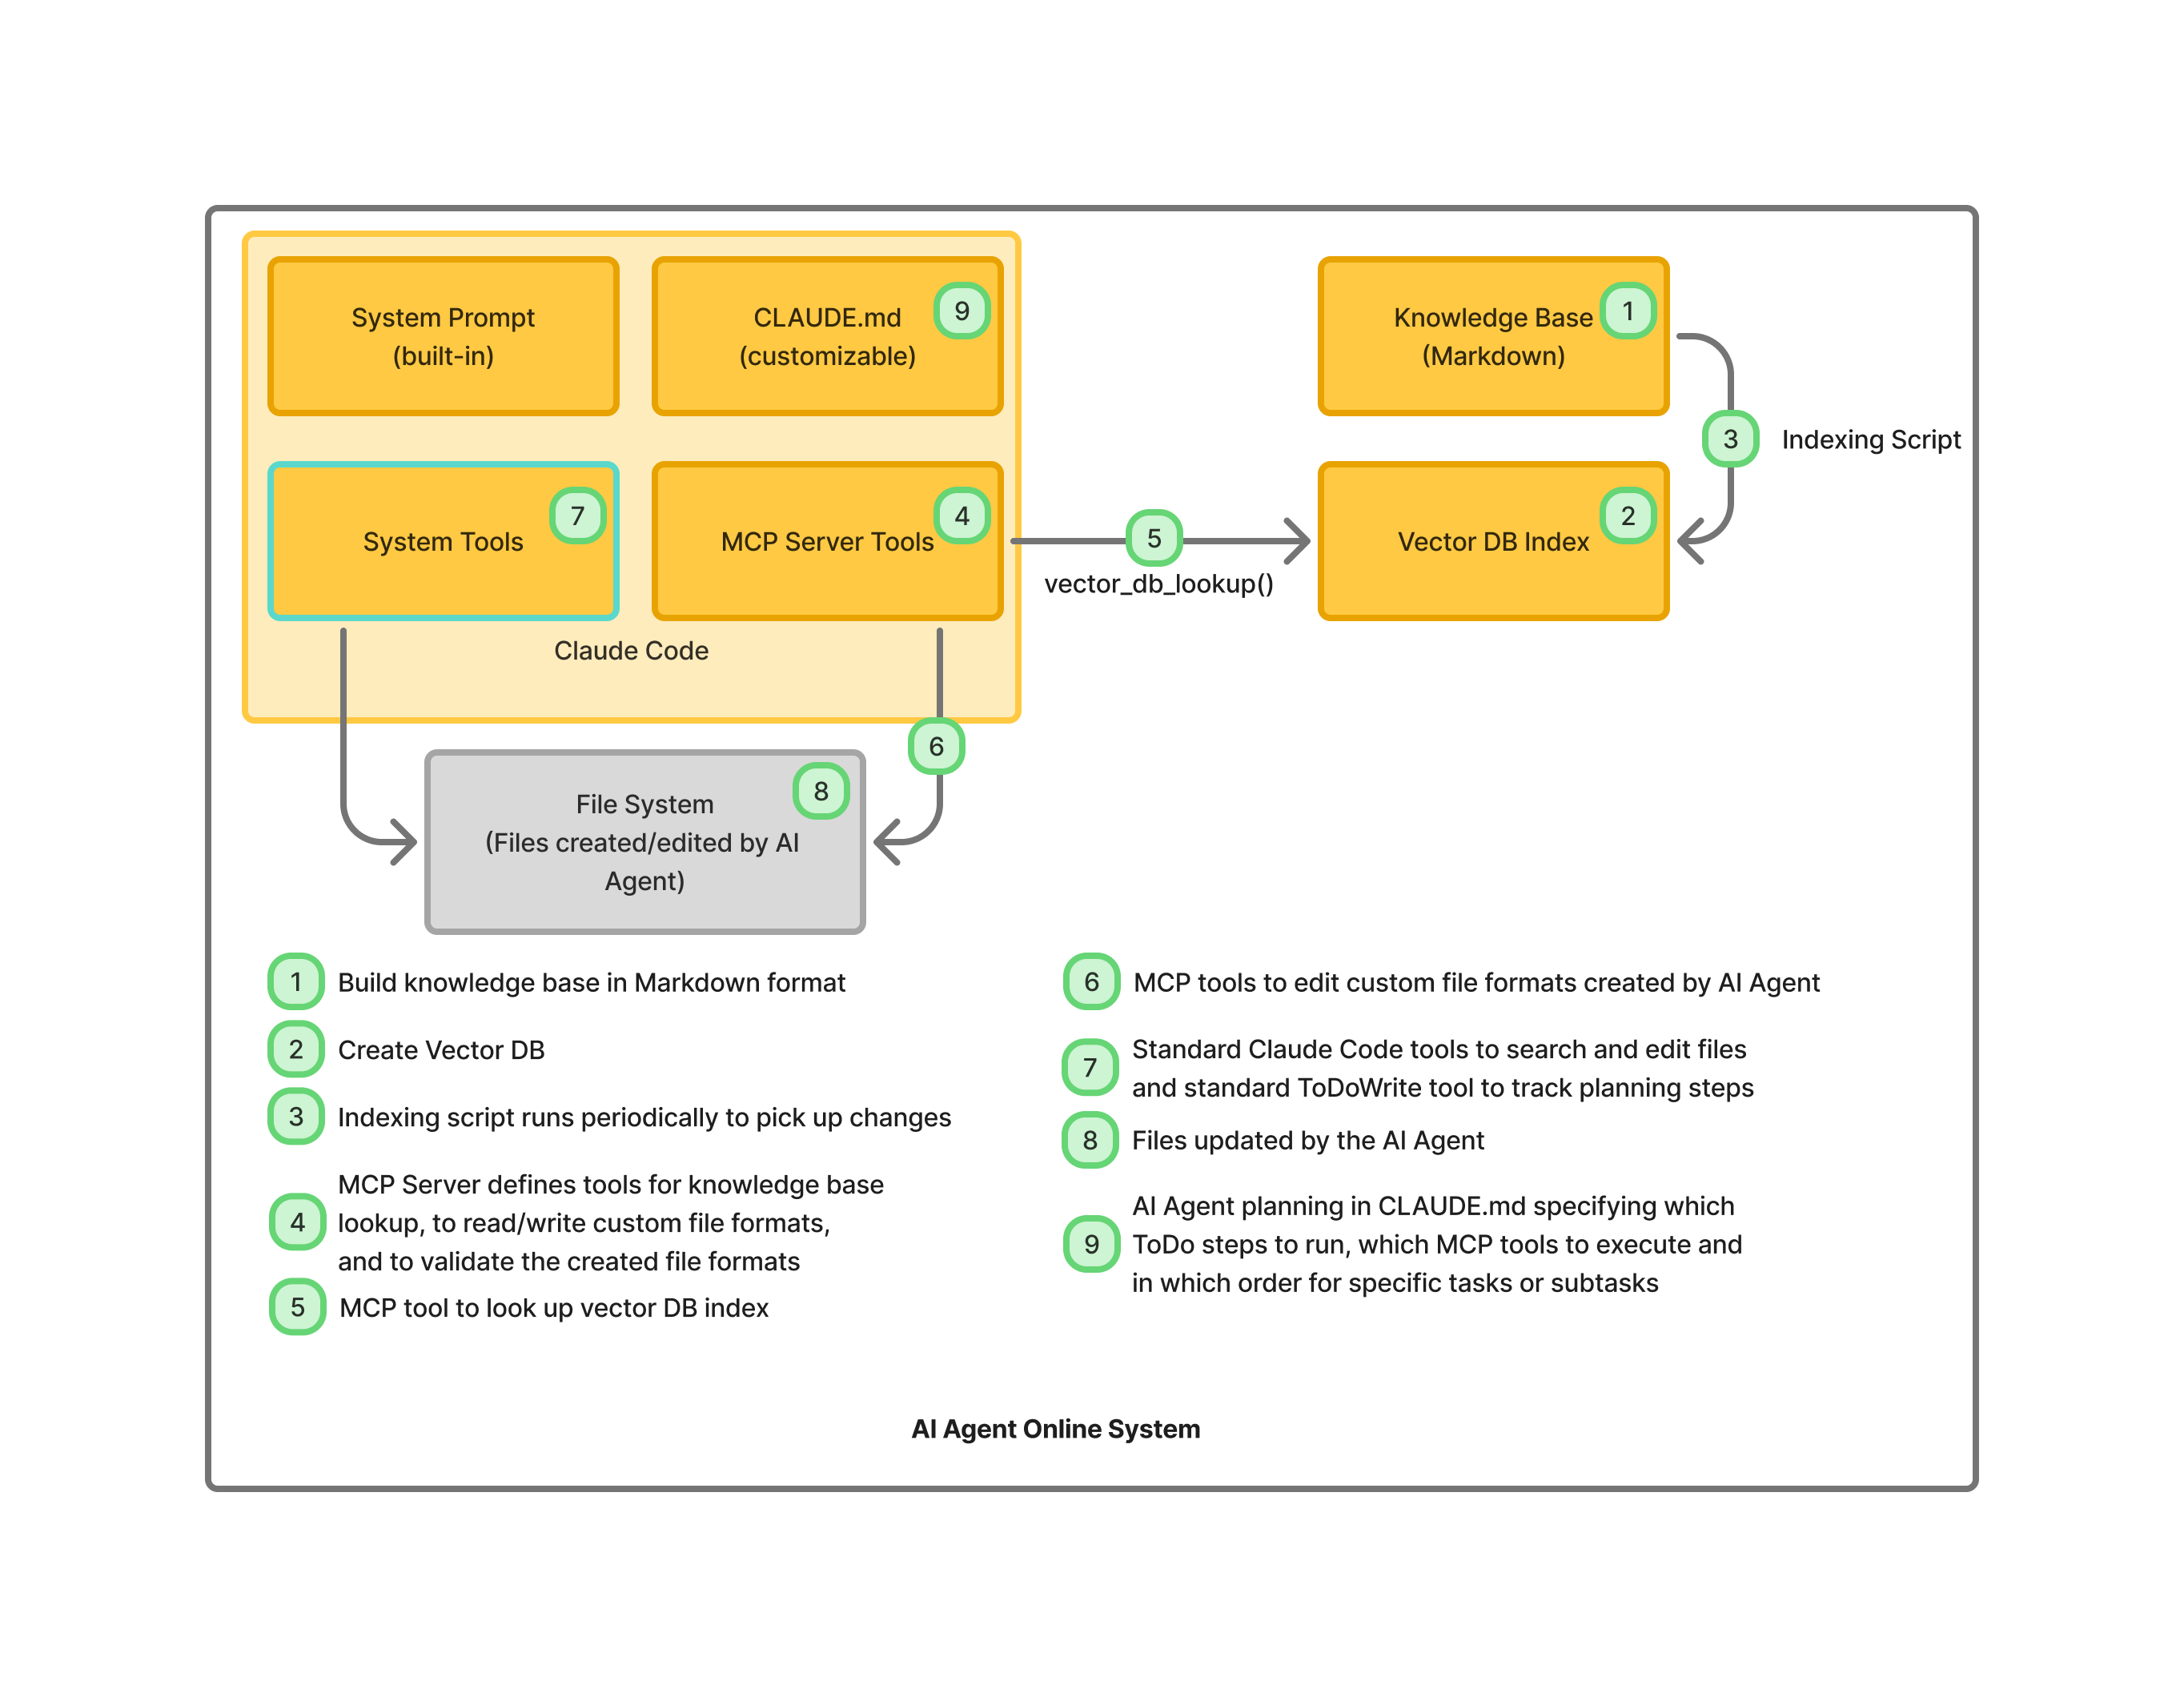 System Prompt
(built-in)
CLAUDE.md
(customizable)
9
Knowledge Base
(Markdown)
1
3
Indexing Script
System Tools
7
MCP Server Tools
4
5
vector_db_lookup()
Vector DB Index
2
Claude Code
6
File System
(Files created/edited by AI
Agent)
8
1 Build knowledge base in Markdown format
2 Create Vector DB
3 Indexing script runs periodically to pick up changes
4 MCP Server defines tools for knowledge base
lookup, to read/write custom file formats,
and to validate the created file formats
5 MCP tool to look up vector DB index
6 MCP tools to edit custom file formats created by AI Agent
7 Standard Claude Code tools to search and edit files
and standard ToDoWrite tool to track planning steps
8 Files updated by the AI Agent
9 AI Agent planning in CLAUDE.md specifying which
ToDo steps to run, which MCP tools to execute and
in which order for specific tasks or subtasks
AI Agent Online System